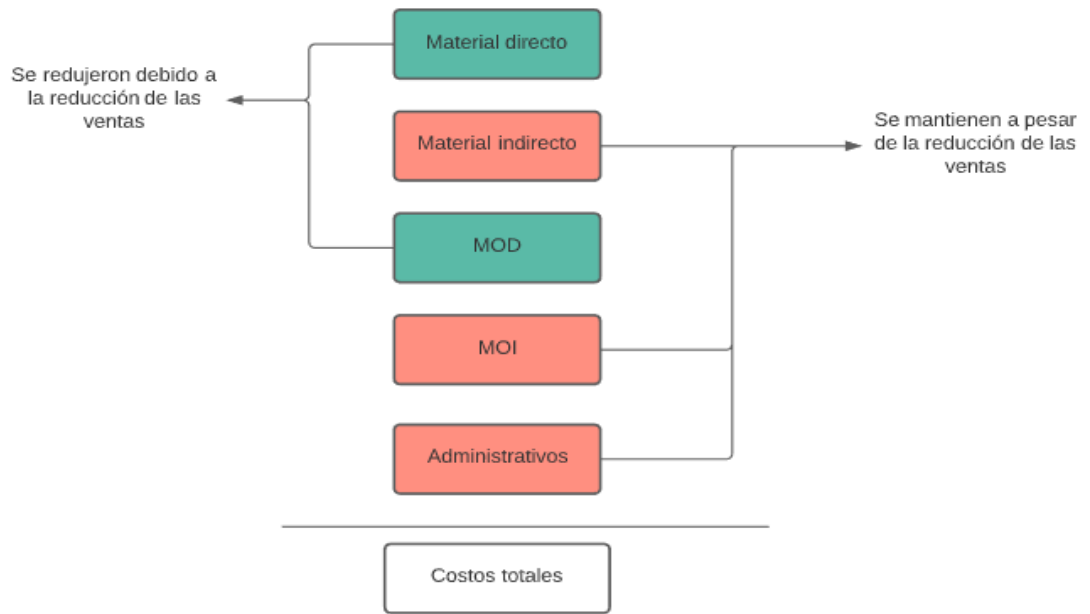 Material directo
Se redujeron debido a
la reducción de las
ventas
Material indirecto
Se mantienen a pesar
de la reducción de las
ventas
MOD
MOI
Administrativos
Costos totales